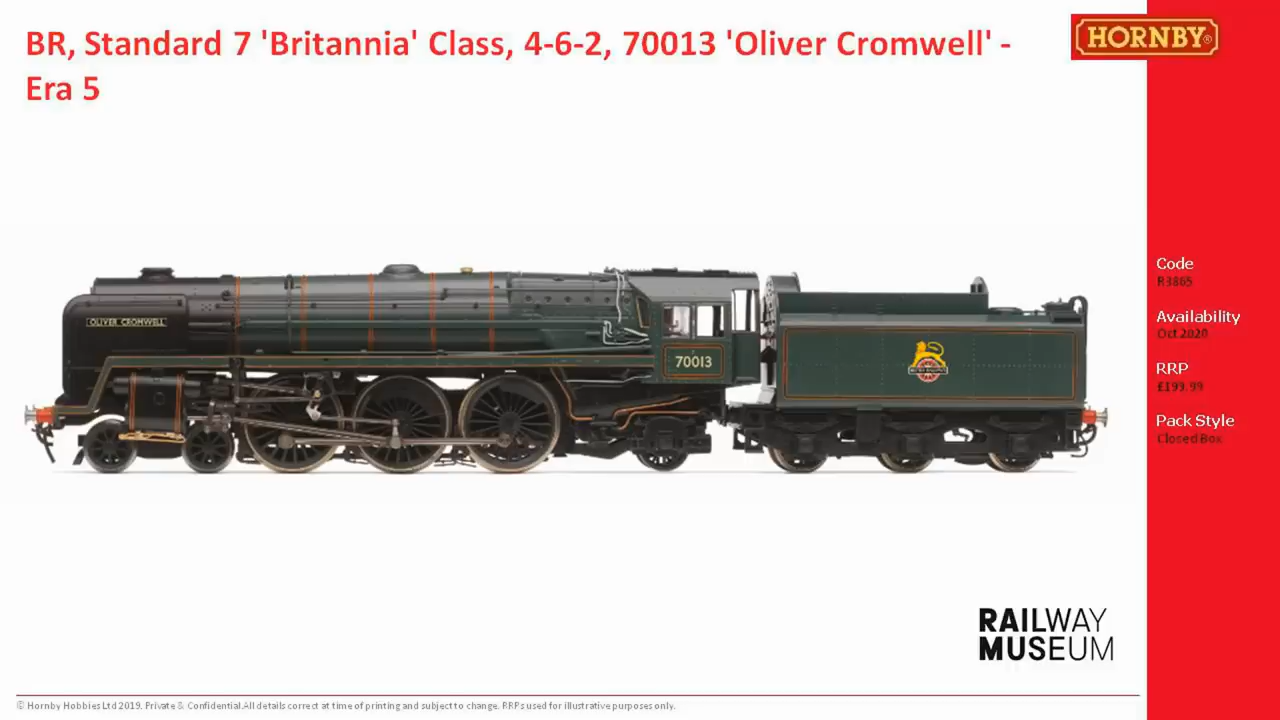 BR, Standard 7 'Britannia' Class, 4-6-2, 70013 'Oliver Cromwell' -
Era 5
HORNBY®
OLIVER CROMWELL
70013
Code
R3865
Availability
Oct 2020
RRP
£199.99
Pack Style
Closed Box
RAILWAY
MUSEUM
© Hornby Hobbies Ltd 2019. Private & Confidential.All details correct at time of printing and subject to change. RRPs used for illustrative purposes only.